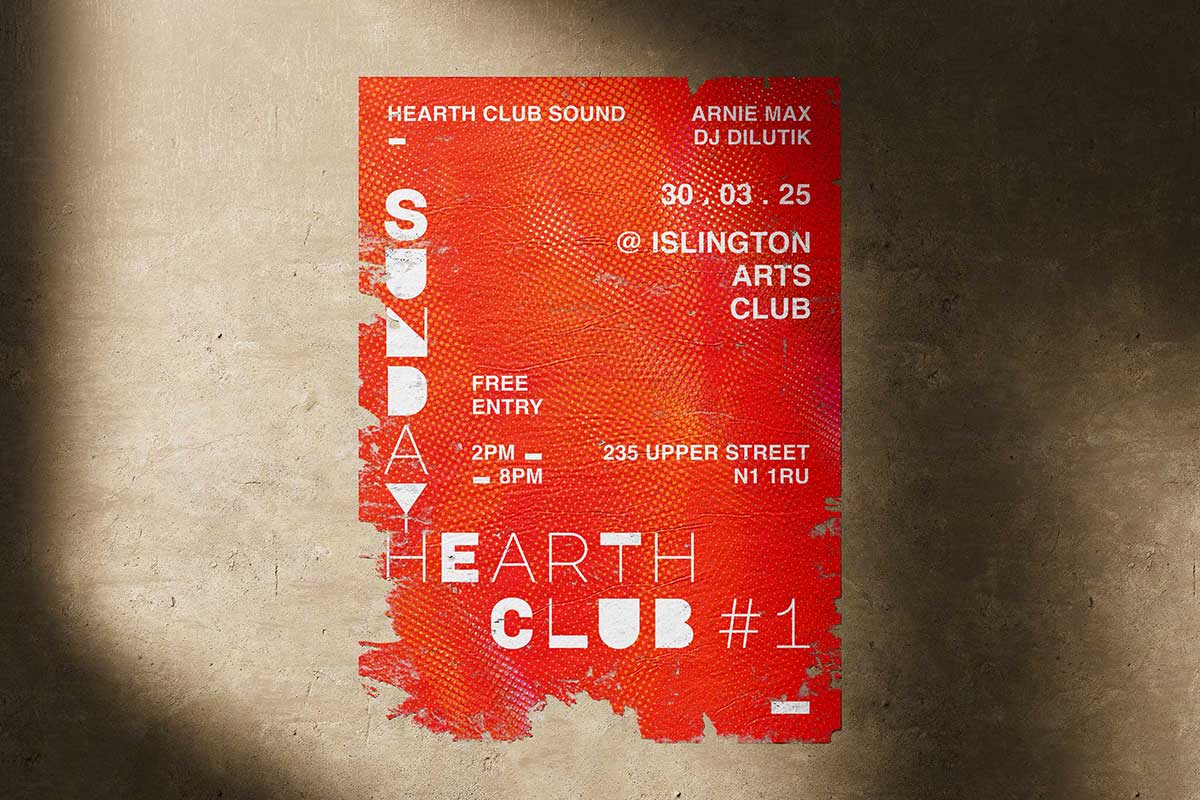 HEARTH CLUB SOUND
ARNIE MAX
DJ DILUTIK
30 . 03 . 25
@ ISLINGTON
ARTS
CLUB
SUNDAY
FREE
ENTRY
2PM –
– 8PM
235 UPPER STREET
N1 1RU
HEARTH
CLUB #1